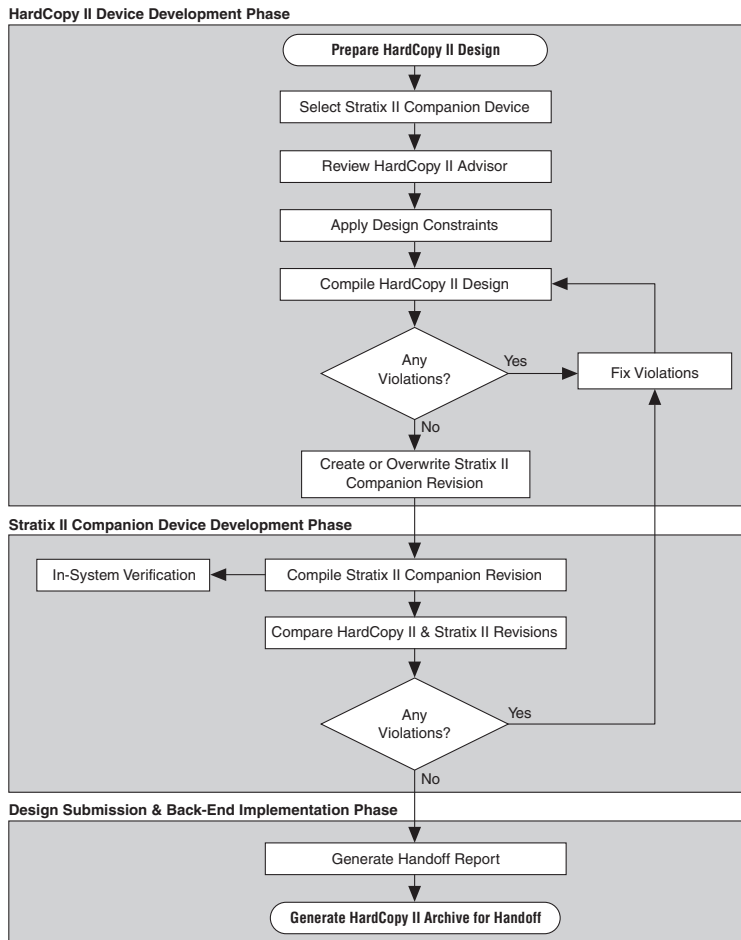 HardCopy II Device Development Phase
Prepare HardCopy II Design
Select Stratix II Companion Device
Review HardCopy II Advisor
Apply Design Constraints
Compile HardCopy II Design
Any
Violations?
Yes
Fix Violations
No
Create or Overwrite Stratix II
Companion Revision
Stratix II Companion Device Development Phase
In-System Verification
Compile Stratix II Companion Revision
Compare HardCopy II & Stratix II Revisions
Any
Violations?
Yes
No
Design Submission & Back-End Implementation Phase
Generate Handoff Report
Generate HardCopy II Archive for Handoff